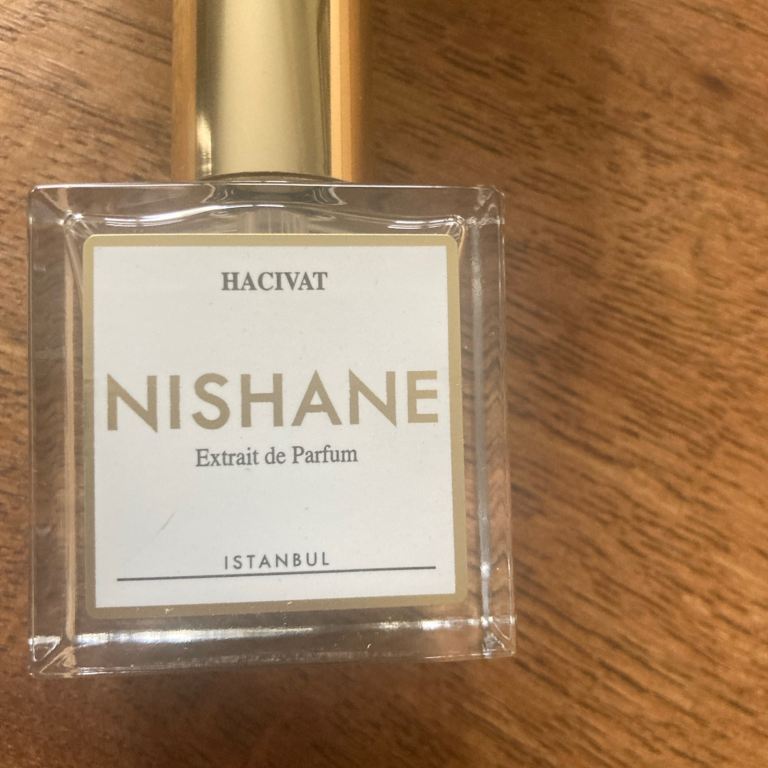 HACIVAT
NISHANE
Extrait de Parfum
ISTANBUL